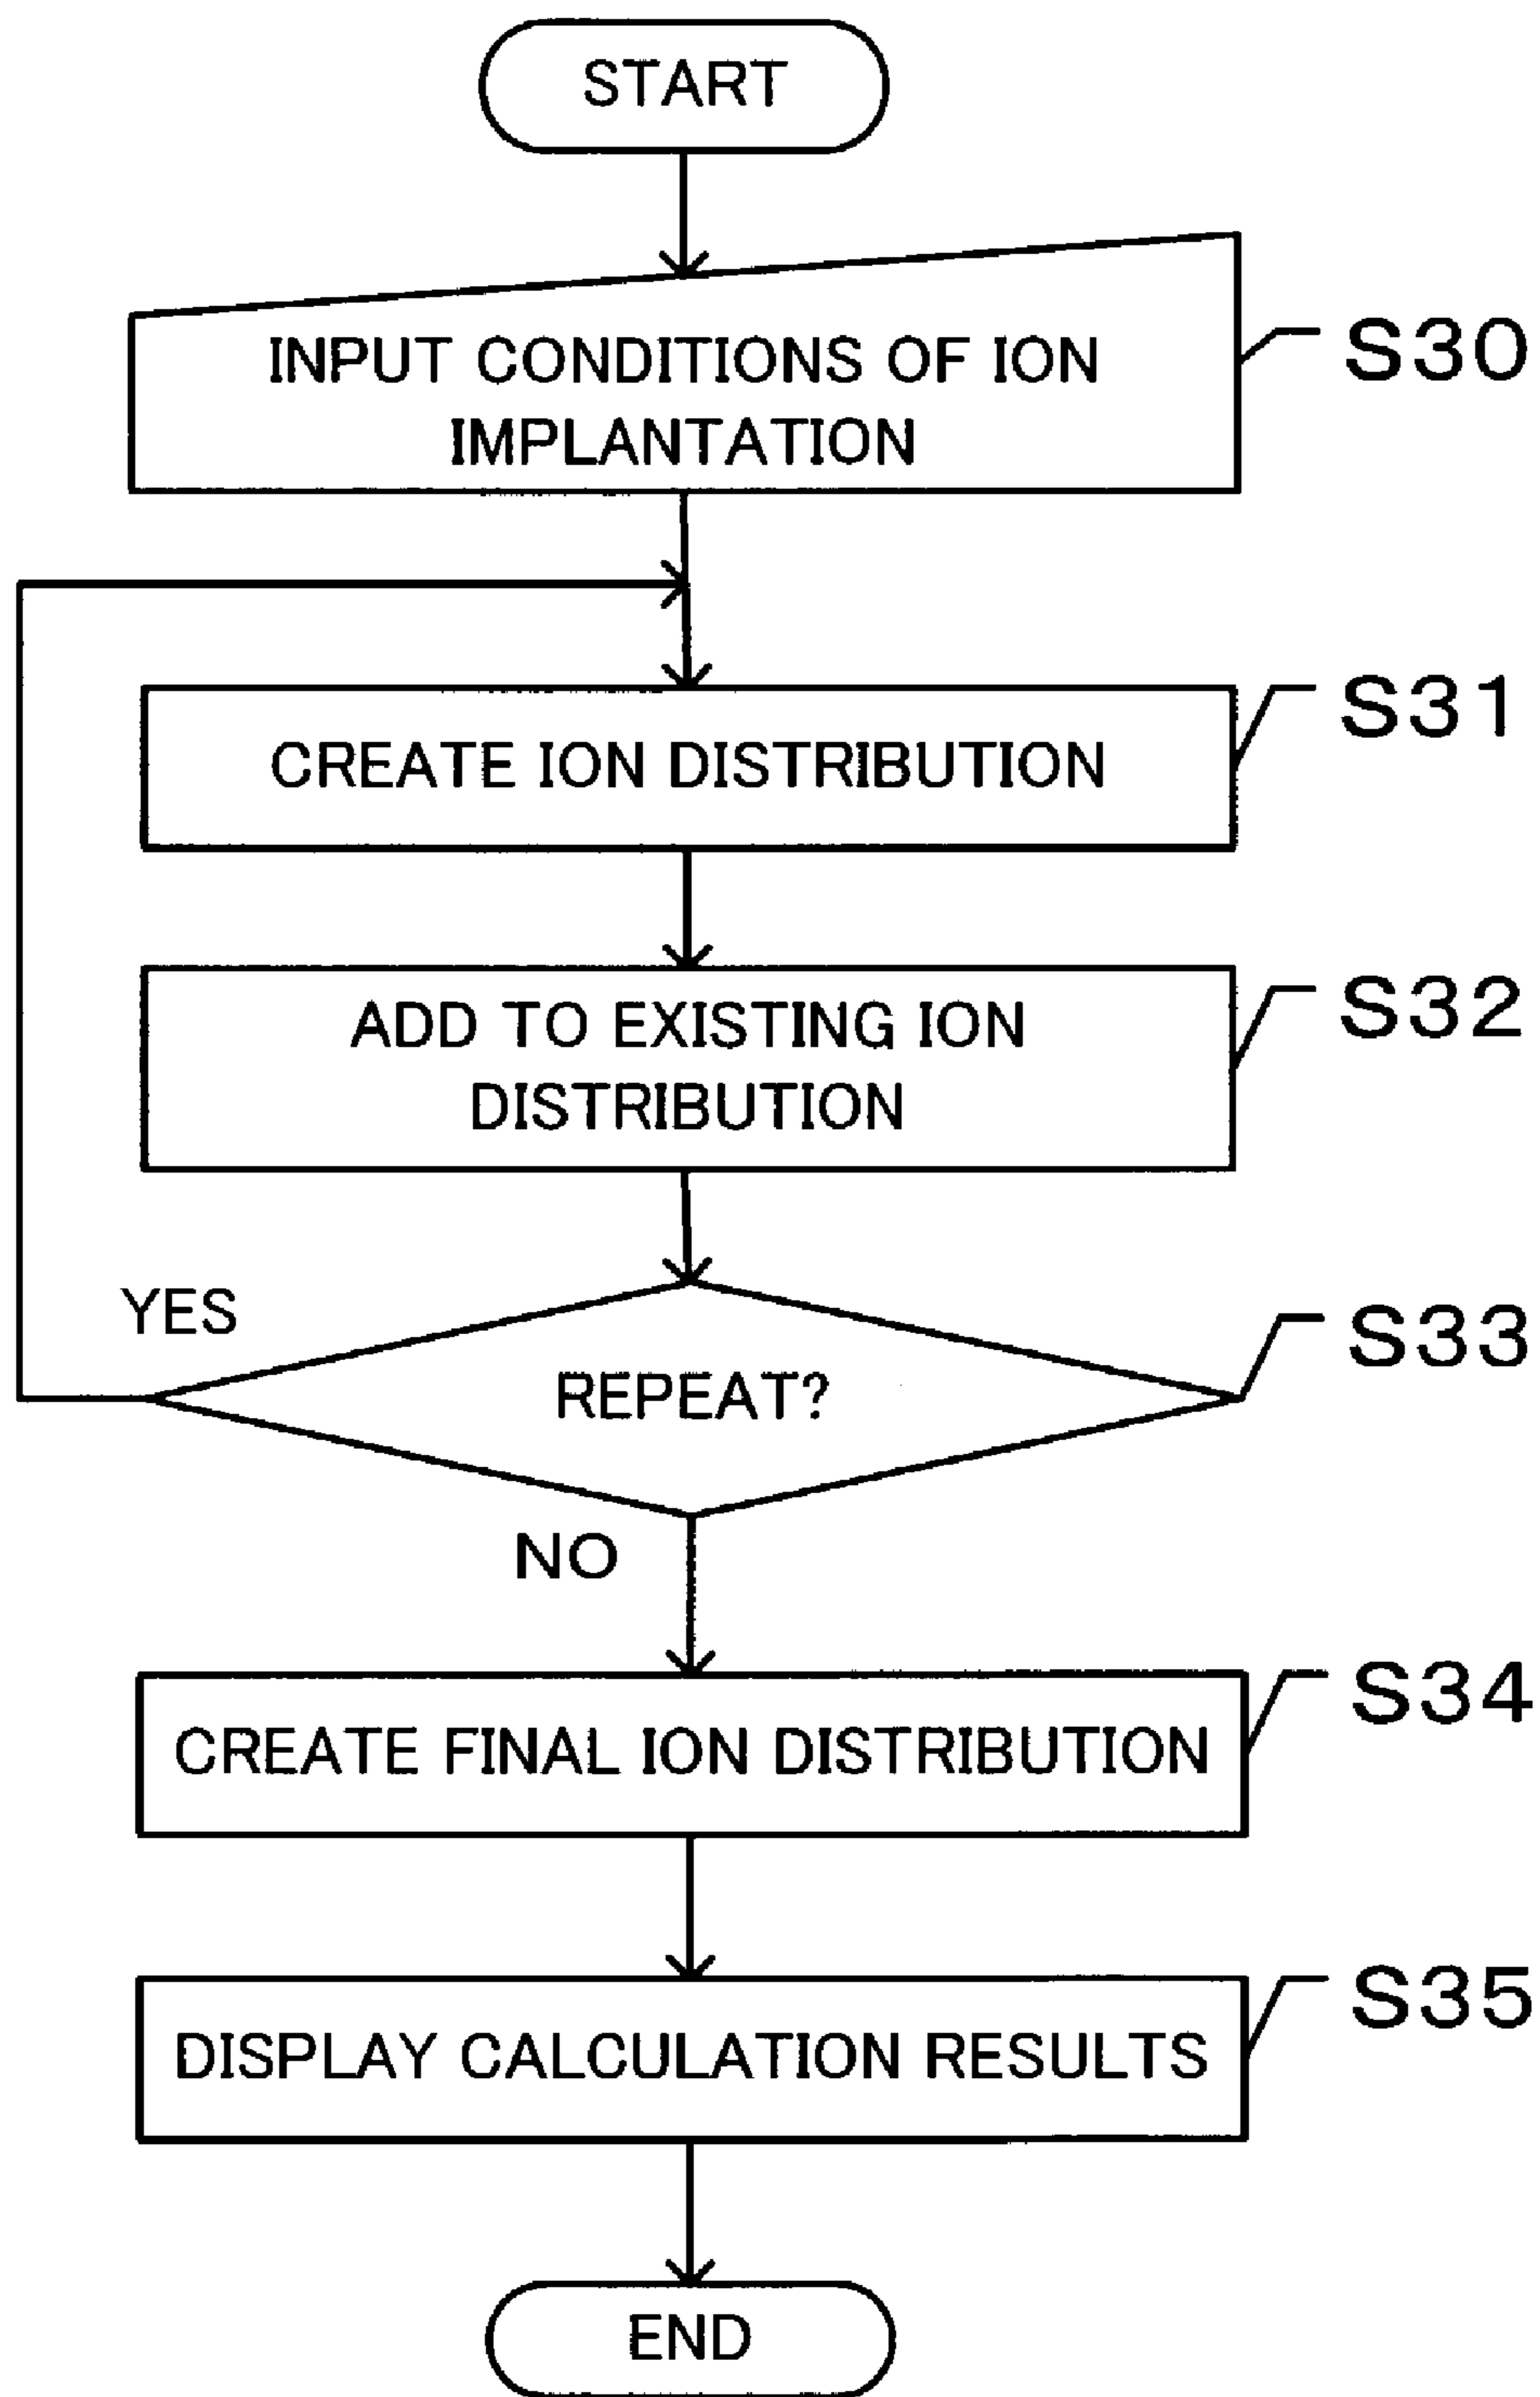 START
INPUT CONDITIONS OF ION
IMPLANTATION
S30
CREATE ION DISTRIBUTION
S31
ADD TO EXISTING ION
DISTRIBUTION
S32
YES
REPEAT?
S33
NO
CREATE FINAL ION DISTRIBUTION
S34
DISPLAY CALCULATION RESULTS
S35
END